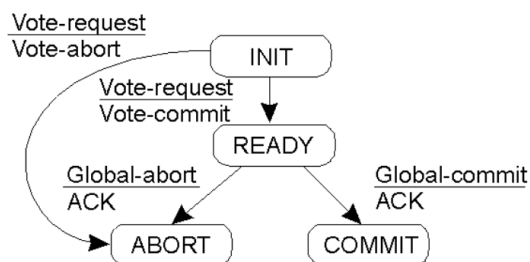 Vote-request
Vote-abort
INIT
Vote-request
Vote-commit
READY
Global-abort
ACK
Global-commit
ACK
ABORT
COMMIT